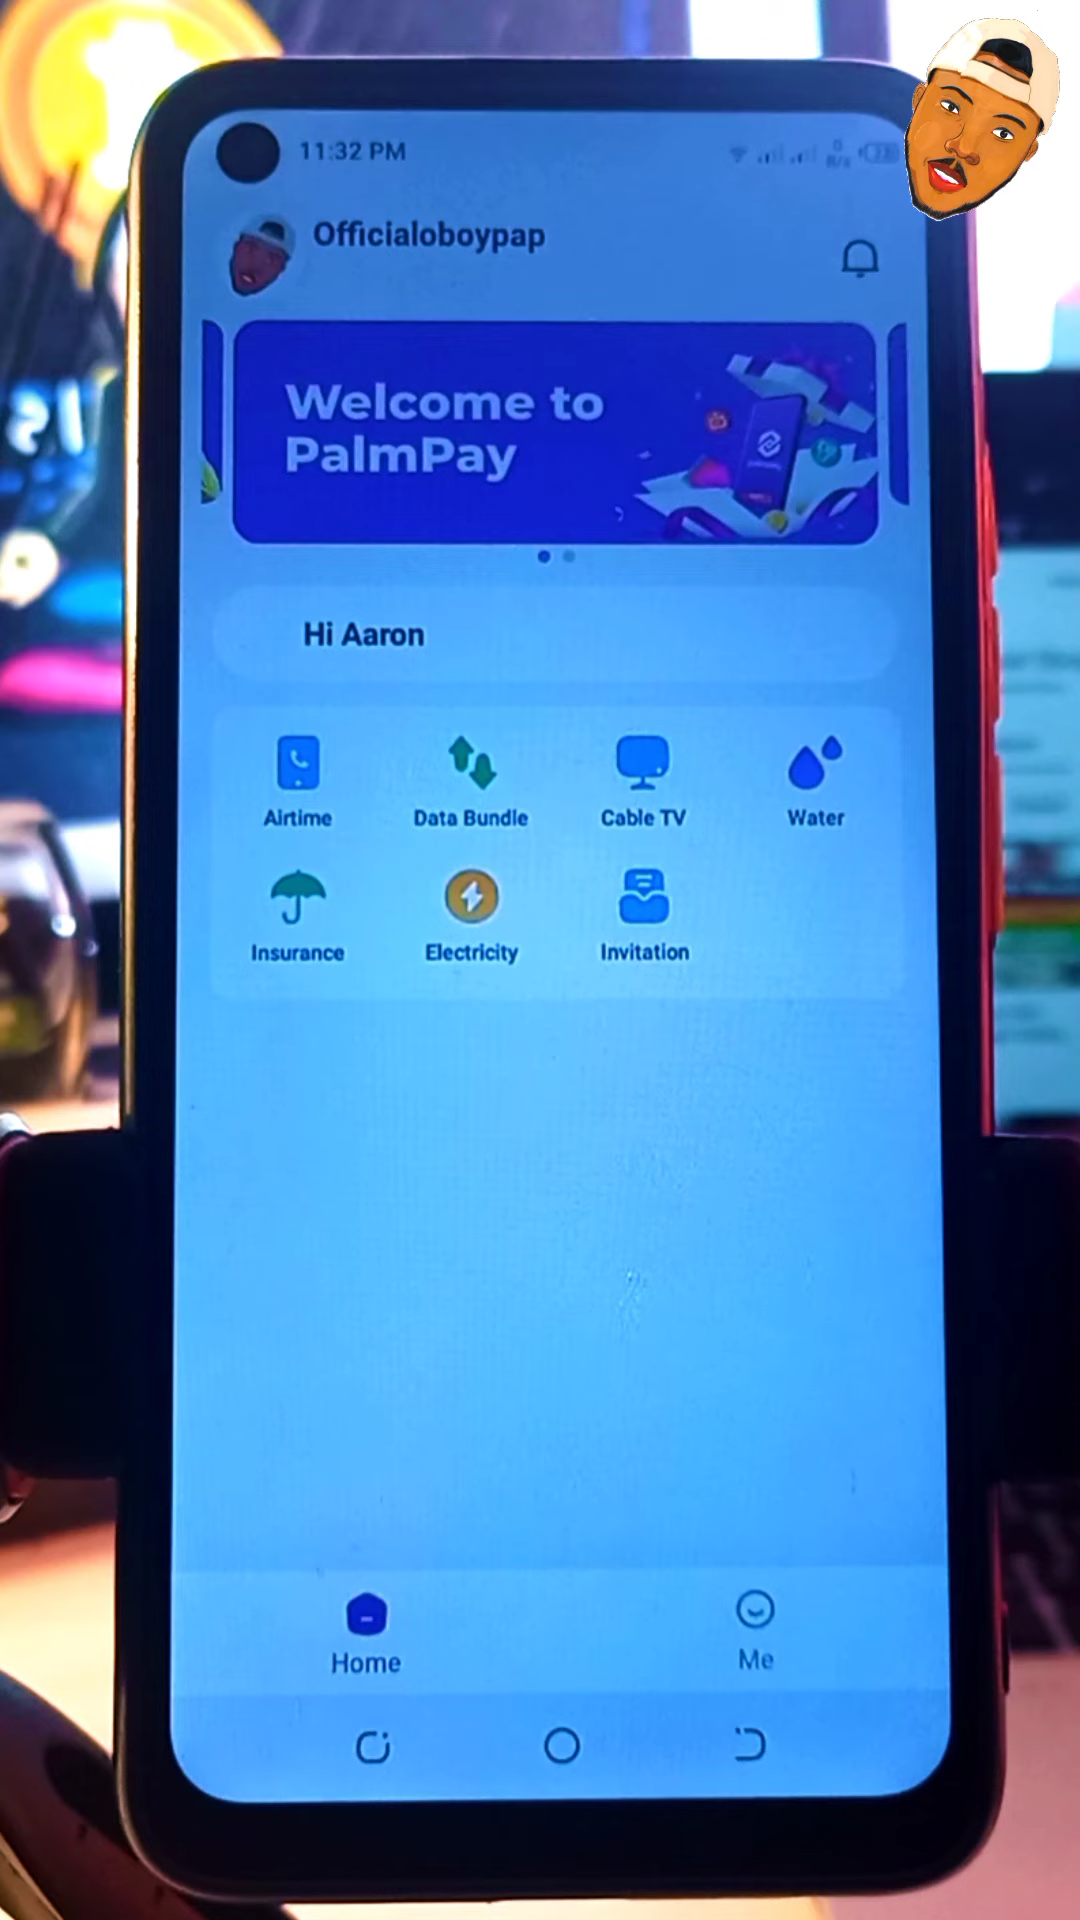 11:32 PM
Officialoboypap
Welcome to
PalmPay
Hi Aaron
Airtime
Data Bundle
Cable TV
Water
Insurance
Electricity
Invitation
Home
Me